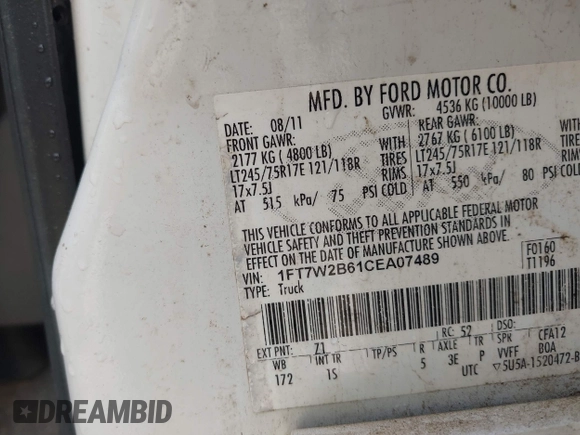 MFD. BY FORD MOTOR CO.
DATE: 08/11 GVWR: 4536 KG (10000 LB)
FRONT GAWR: REAR GAWR:
2177 KG ( 4800 LB) WITH 2767 KG ( 6100 LB) WITH
LT245/75R17E 121/118R TIRES LT245/75R17E 121/118R TIRES
17x7.5J RIMS 17x7.5J RIMS
AT 515 kPa/ 75 PSI COLD AT 550 kPa/ 80 PSI COLD
THIS VEHICLE CONFORMS TO ALL APPLICABLE FEDERAL MOTOR
VEHICLE SAFETY AND THEFT PREVENTION STANDARDS IN
EFFECT ON THE DATE OF MANUFACTURE SHOWN ABOVE.
VIN: 1FT7W2B61CEA07489 F0160
TYPE: Truck T1196
EXT PNT: Z1 RC: 52 DSO:
WB INT TR TP/PS R AXLE TR SPR CFA12
172 1S 5 3E P VVFF BOA
UTC ▽5U5A-1520472-B
DREAMBID